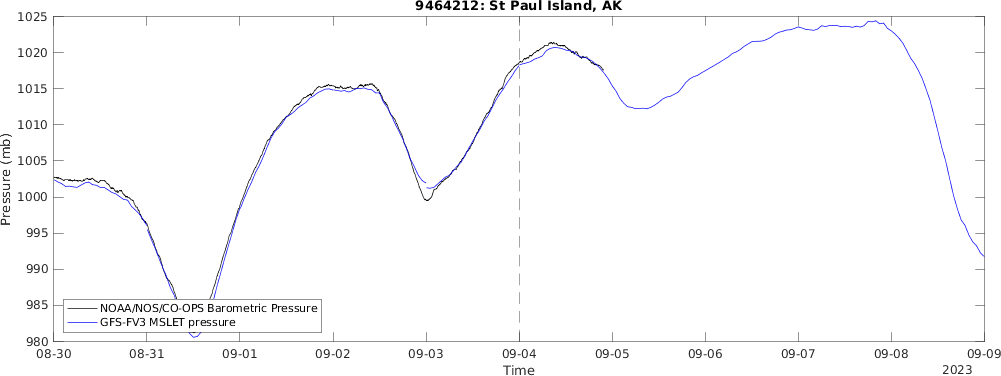 9464212: St Paul Island, AK
1025
1020
1015
1010
1005
1000
995
990
985
980
Pressure (mb)
NOAA/NOS/CO-OPS Barometric Pressure
GFS-FV3 MSLET pressure
08-30 08-31 09-01 09-02 09-03 09-04 09-05 09-06 09-07 09-08 09-09
Time
2023